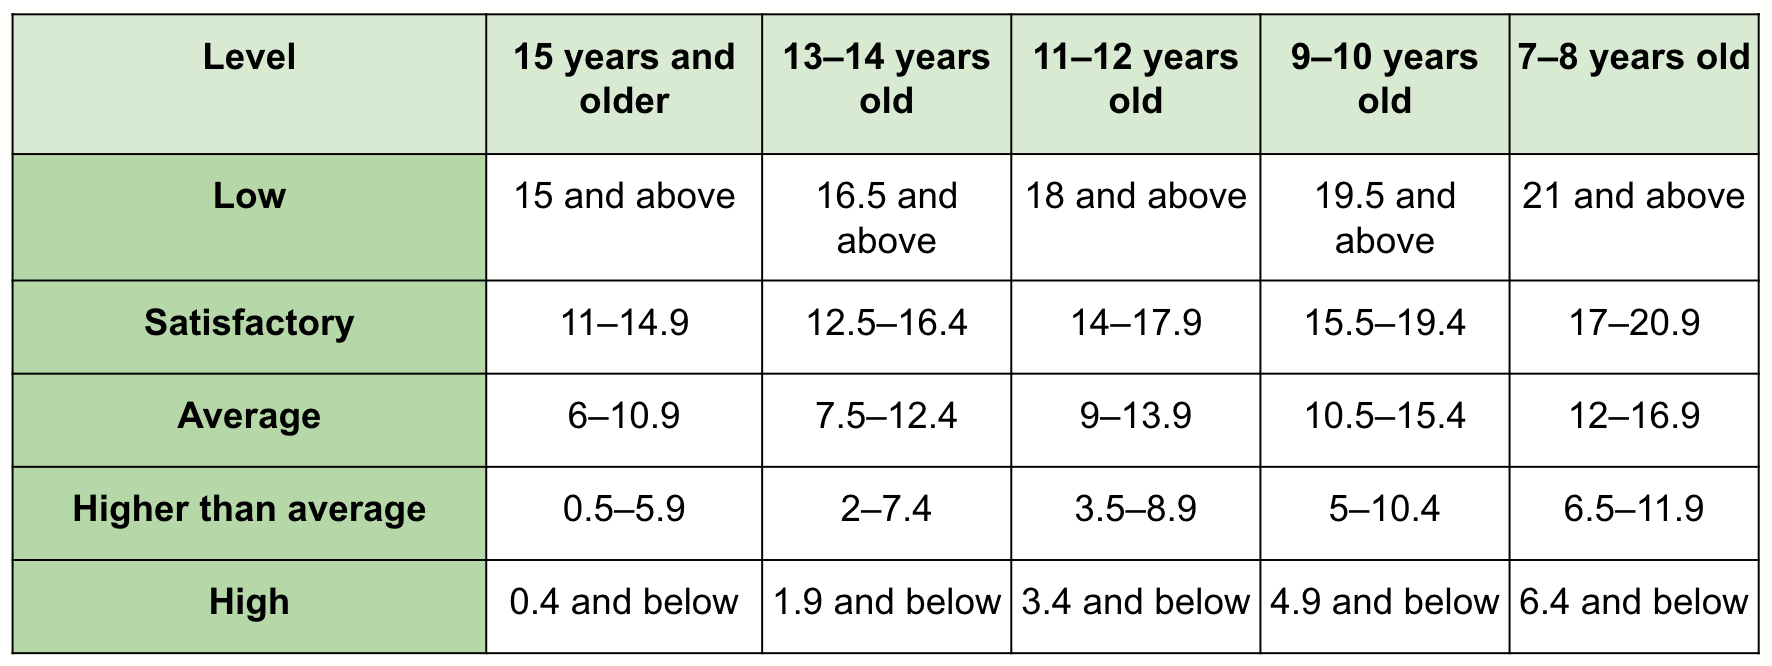 Level
15 years and
older
13–14 years
old
11–12 years
old
9–10 years
old
7–8 years old
Low
15 and above
16.5 and
above
18 and above
19.5 and
above
21 and above
Satisfactory
11–14.9
12.5–16.4
14–17.9
15.5–19.4
17–20.9
Average
6–10.9
7.5–12.4
9–13.9
10.5–15.4
12–16.9
Higher than average
0.5–5.9
2–7.4
3.5–8.9
5–10.4
6.5–11.9
High
0.4 and below
1.9 and below
3.4 and below
4.9 and below
6.4 and below